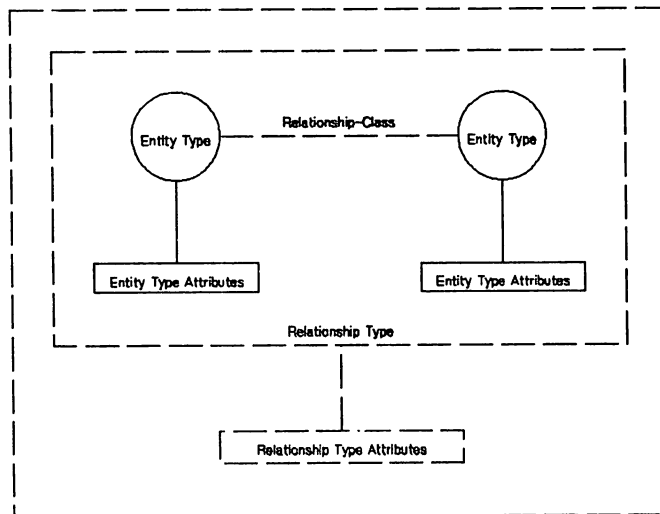 Relationship-Class
Entity Type
Entity Type
Entity Type Attributes
Entity Type Attributes
Relationship Type
Relationship Type Attributes